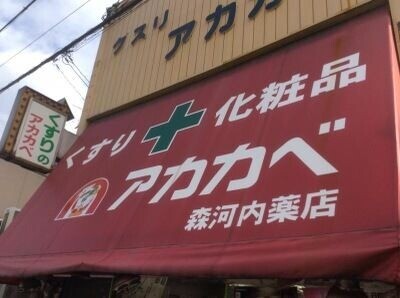 クスリ アカカベ
くすりの
アカカベ
くすり 化粧品
アカカベ
森河内薬店